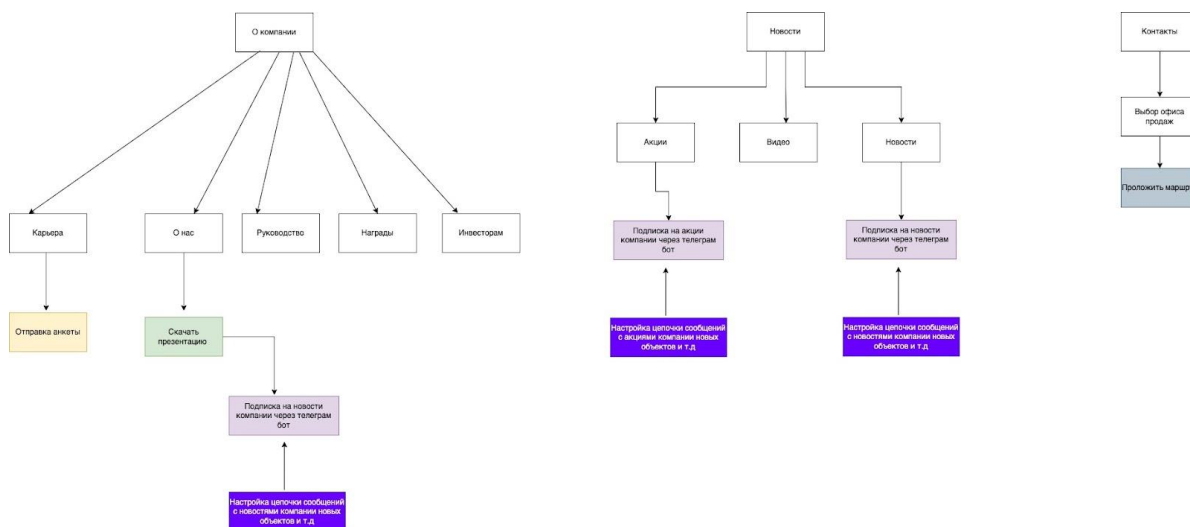 О компании
Новости
Контакты
Акции
Видео
Новости
Выбор офиса
продаж
Проложить
Карьера
О нас
Руководство
Награды
Инвесторам
Подписка на акции
компании через телеграм
бот
Подписка на новости
компании через телеграм
бот
Отправка анкеты
Скачать
презентацию
Настройка цепочки сообщений
с акциями компании новых
объектов и т.д
Настройка цепочки сообщений
с новостями компании новых
объектов и т.д
Подписка на новости
компании через телеграм
бот
Настройка цепочки сообщений
с новостями компании новых
объектов и т.д